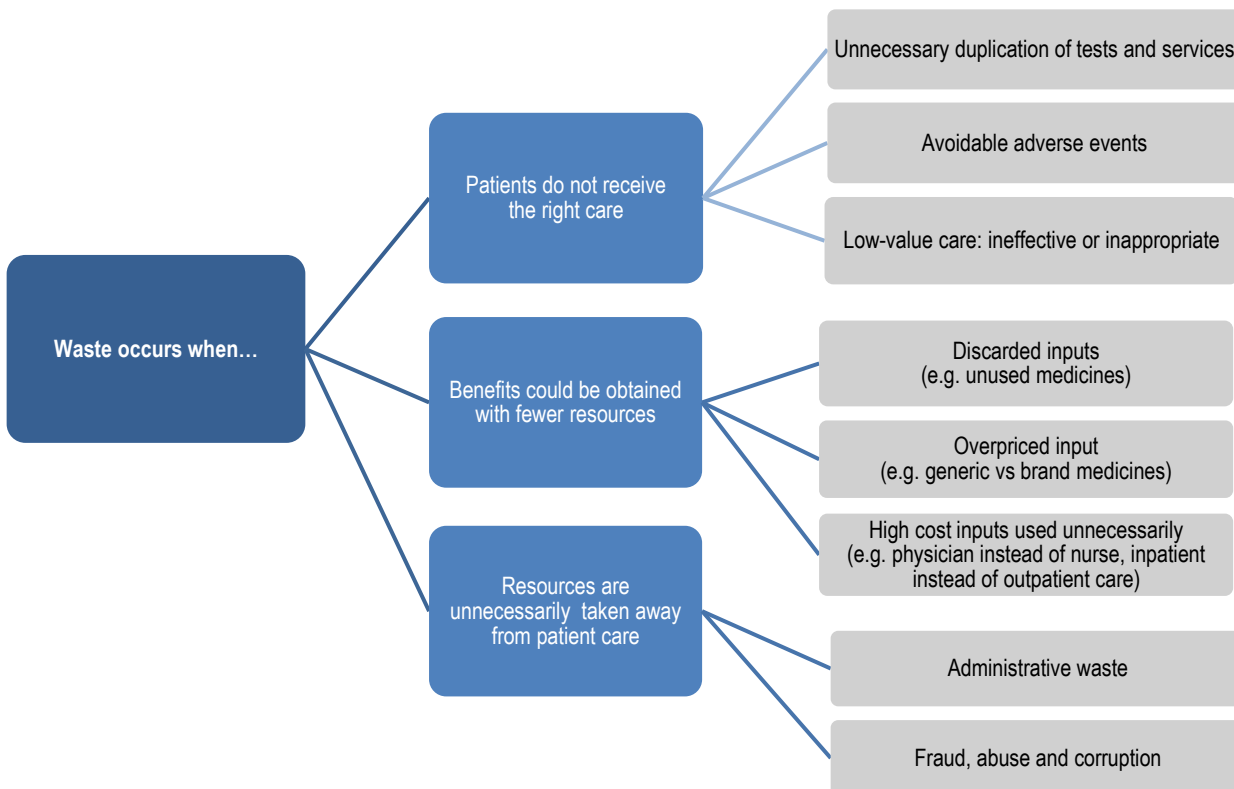 Waste occurs when…
Patients do not receive
the right care
Unnecessary duplication of tests and services
Avoidable adverse events
Low-value care: ineffective or inappropriate
Benefits could be obtained
with fewer resources
Discarded inputs
(e.g. unused medicines)
Overpriced input
(e.g. generic vs brand medicines)
High cost inputs used unnecessarily
(e.g. physician instead of nurse, inpatient
instead of outpatient care)
Resources are
unnecessarily taken away
from patient care
Administrative waste
Fraud, abuse and corruption